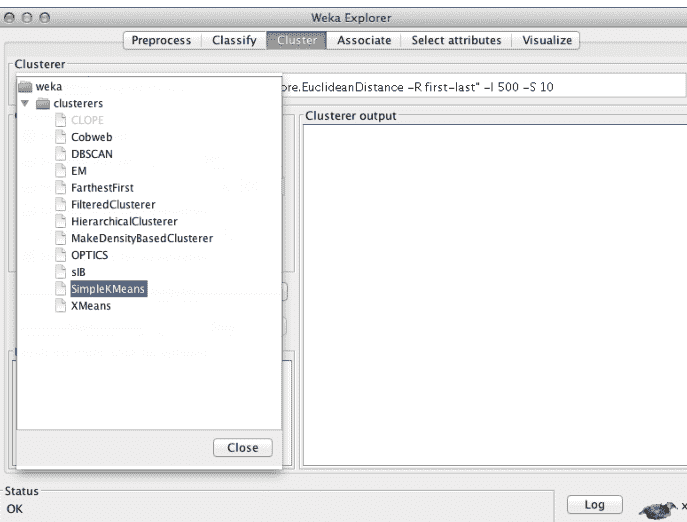 Weka Explorer
Preprocess Classify Cluster Associate Select attributes Visualize
Clusterer
ore.EuclideanDistance -R first-last" -I 500 -S 10
weka
clusterers
CLOPE
Cobweb
DBSCAN
EM
FarthestFirst
FilteredClusterer
HierarchicalClusterer
MakeDensityBasedClusterer
OPTICS
sIB
SimpleKMeans
XMeans
Close
Clusterer output
Status
OK
Log
x